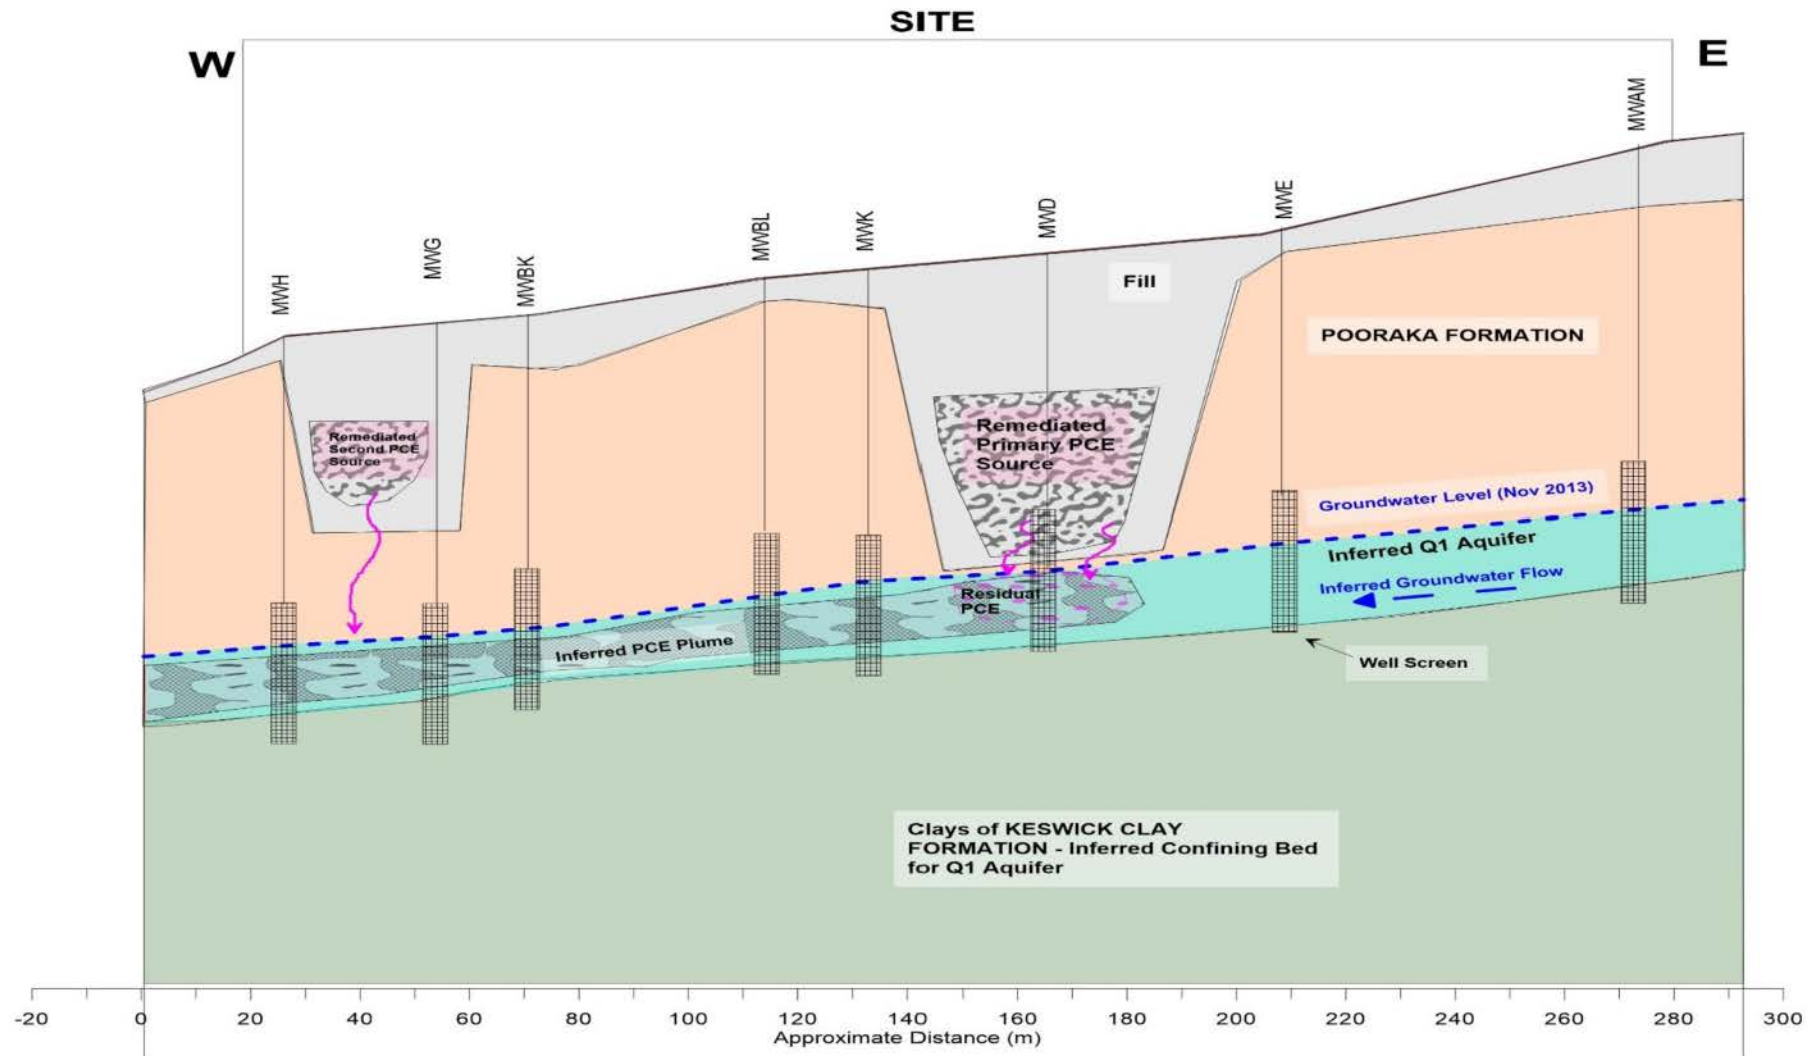 SITE
W
E
MWH
MWG
MWBK
MWBL
MWK
MWD
MWE
MWAM
Fill
POORAKA FORMATION
Remediated
Second PCE
Source
Remediated
Primary PCE
Source
Groundwater Level (Nov 2013)
Inferred Q1 Aquifer
Inferred Groundwater Flow
Residual
PCE
Inferred PCE Plume
Well Screen
Clays of KESWICK CLAY
FORMATION - Inferred Confining Bed
for Q1 Aquifer
-20 0 20 40 60 80 100 120 140 160 180 200 220 240 260 280 300
Approximate Distance (m)